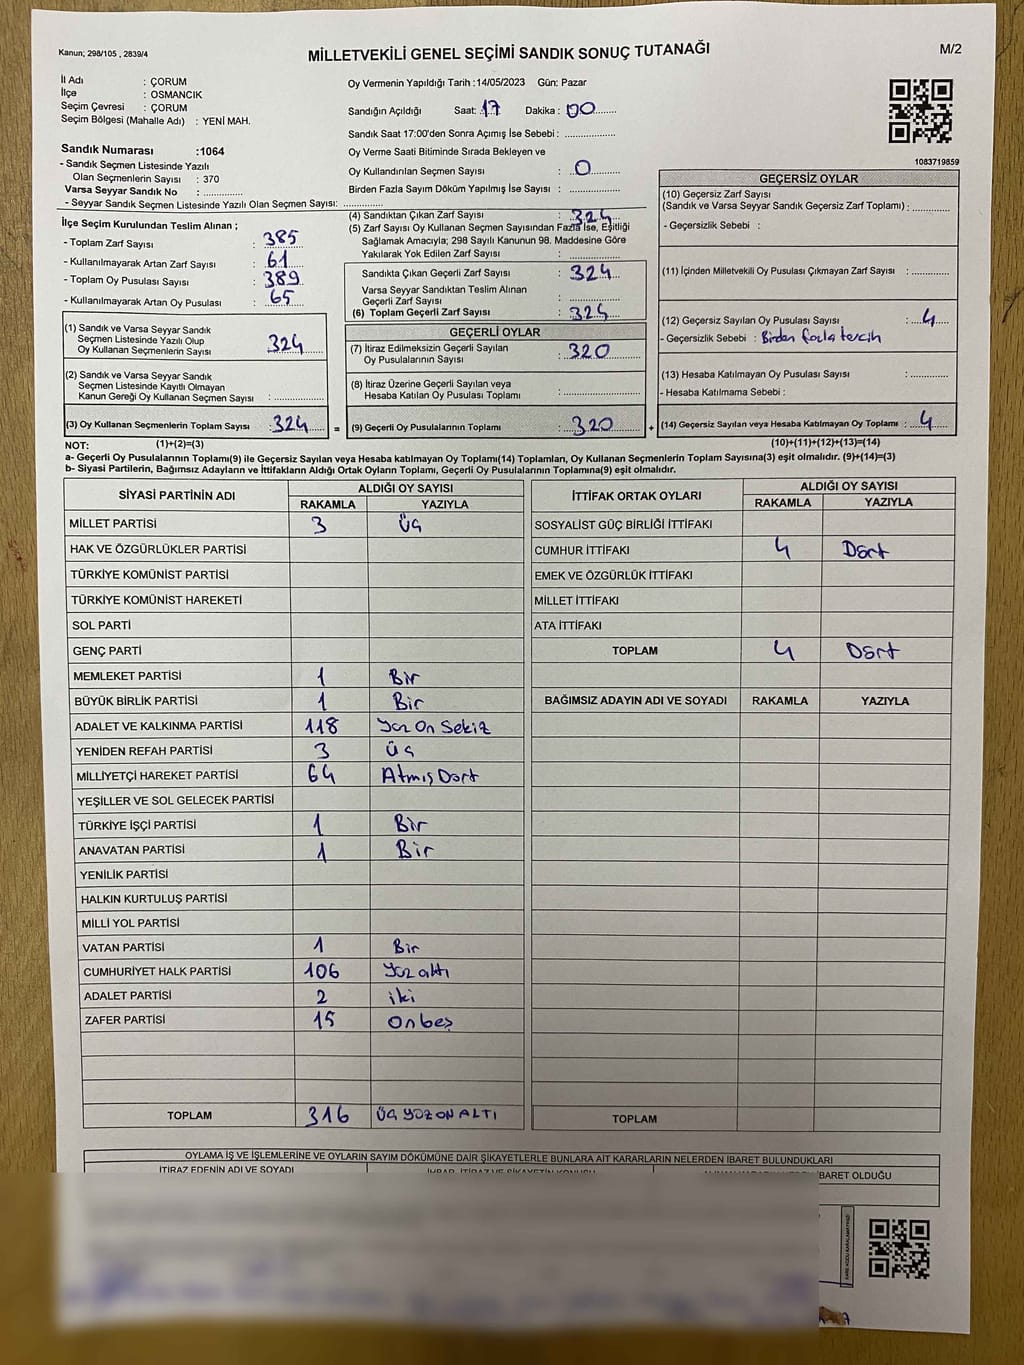 Kanun; 298/105 , 2839/4
MİLLETVEKİLİ GENEL SEÇİMİ SANDIK SONUÇ TUTANAĞI
M/2
İl Adı : ÇORUM
İlçe : OSMANCIK
Seçim Çevresi : ÇORUM
Seçim Bölgesi (Mahalle Adı) : YENİ MAH.
Sandık Numarası :1064
- Sandık Seçmen Listesinde Yazılı
Olan Seçmenlerin Sayısı : 370
Varsa Seyyar Sandık No : ............
- Seyyar Sandık Seçmen Listesinde Yazılı Olan Seçmen Sayısı: ............
Oy Vermenin Yapıldığı Tarih :14/05/2023 Gün: Pazar
Sandığın Açıldığı Saat: 17 Dakika : 00
Sandık Saat 17:00'den Sonra Açımış İse Sebebi : ............
Oy Verme Saati Bitiminde Sırada Bekleyen ve
Oy Kullandırılan Seçmen Sayısı : 0
Birden Fazla Sayım Döküm Yapılmış İse Sayısı : ............
1083719859
İlçe Seçim Kurulundan Teslim Alınan ;
- Toplam Zarf Sayısı : 385
- Kullanılmayarak Artan Zarf Sayısı : 61
- Toplam Oy Pusulası : 389
- Kullanılmayarak Artan Oy Pusulası : 65
(1) Sandık ve Varsa Seyyar Sandık
Seçmen Listesinde Yazılı Olup
Oy Kullanan Seçmenlerin Sayısı : 324
(2) Sandık ve Varsa Seyyar Sandık
Seçmen Listesinde Kayıtlı Olmayan
Kanun Gereği Oy Kullanan Seçmen Sayısı : ............
(3) Oy Kullanan Seçmenlerin Toplam Sayısı : 324 =
(4) Sandıktan Çıkan Zarf Sayısı : 324
(5) Zarf Sayısı Oy Kullanan Seçmen Sayısından Fazla İse, Eşitliği
Sağlamak Amacıyla; 298 Sayılı Kanunun 98. Maddesine Göre
Yakılarak Yok Edilen Zarf Sayısı : ............
Sandıkta Çıkan Geçerli Zarf Sayısı : 324
Varsa Seyyar Sandıktan Teslim Alınan
Geçerli Zarf Sayısı : ............
(6) Toplam Geçerli Zarf Sayısı : 324
GEÇERLİ OYLAR
(7) İtiraz Edilmeksizin Geçerli Sayılan
Oy Pusulalarının Sayısı : 320
(8) İtiraz Üzerine Geçerli Sayılan veya
Hesaba Katılan Oy Pusulası Toplamı : ............
(9) Geçerli Oy Pusulalarının Toplamı : 320 +
GEÇERSİZ OYLAR
(10) Geçersiz Zarf Sayısı
(Sandık ve Varsa Seyyar Sandık Geçersiz Zarf Toplamı) : ............
- Geçersizlik Sebebi :
(11) İçinden Milletvekili Oy Pusulası Çıkmayan Zarf Sayısı : ............
(12) Geçersiz Sayılan Oy Pusulası Sayısı : 4
- Geçersizlik Sebebi : Birden fazla tercih
(13) Hesaba Katılmayan Oy Pusulası Sayısı : ............
- Hesaba Katılmama Sebebi :
(14) Geçersiz Sayılan veya Hesaba Katılmayan Oy Toplamı : 4
NOT: (1)+(2)=(3) (10)+(11)+(12)+(13)=(14)
a- Geçerli Oy Pusulalarının Toplamı(9) ile Geçersiz Sayılan veya Hesaba katılmayan Oy Toplamı(14) Toplamları, Oy Kullanan Seçmenlerin Toplam Sayısına(3) eşit olmalıdır. (9)+(14)=(3)
b- Siyasi Partilerin, Bağımsız Adayların ve İttifakların Aldığı Ortak Oyların Toplamı, Geçerli Oy Pusulalarının Toplamına(9) eşit olmalıdır.
SİYASİ PARTİNİN ADI ALDIĞI OY SAYISI
RAKAMLA YAZIYLA
MİLLET PARTİSİ 3 Üç
HAK VE ÖZGÜRLÜKLER PARTİSİ
TÜRKİYE KOMÜNİST PARTİSİ
TÜRKİYE KOMÜNİST HAREKETİ
SOL PARTİ
GENÇ PARTİ
MEMLEKET PARTİSİ 1 Bir
BÜYÜK BİRLİK PARTİSİ 1 Bir
ADALET VE KALKINMA PARTİSİ 118 Yüz On Sekiz
YENİDEN REFAH PARTİSİ 3 Üç
MİLLİYETÇİ HAREKET PARTİSİ 64 Atmış Dört
YEŞİLLER VE SOL GELECEK PARTİSİ
TÜRKİYE İŞÇİ PARTİSİ 1 Bir
ANAVATAN PARTİSİ 1 Bir
YENİLİK PARTİSİ
HALKIN KURTULUŞ PARTİSİ
MİLLİ YOL PARTİSİ
VATAN PARTİSİ 1 Bir
CUMHURİYET HALK PARTİSİ 106 Yüz altı
ADALET PARTİSİ 2 iki
ZAFER PARTİSİ 15 Onbeş
TOPLAM 316 ÜÇ YÜZ ON ALTI
İTTİFAK ORTAK OYLARI ALDIĞI OY SAYISI
RAKAMLA YAZIYLA
SOSYALİST GÜÇ BİRLİĞİ İTTİFAKI
CUMHUR İTTİFAKI 4 Dört
EMEK VE ÖZGÜRLÜK İTTİFAKI
MİLLET İTTİFAKI
ATA İTTİFAKI
TOPLAM 4 Dört
BAĞIMSIZ ADAYIN ADI VE SOYADI RAKAMLA YAZIYLA
TOPLAM
OYLAMA İŞ VE İŞLEMLERİNE VE OYLARIN SAYIM DÖKÜMÜNE DAİR ŞİKAYETLERLE BUNLARA AİT KARARLARIN NELERDEN İBARET BULUNDUKLARI
İTİRAZ EDENİN ADI VE SOYADI
İHBAR, İTİRAZ VE ŞİKAYETİN KONUSU
İBARET OLDUĞU